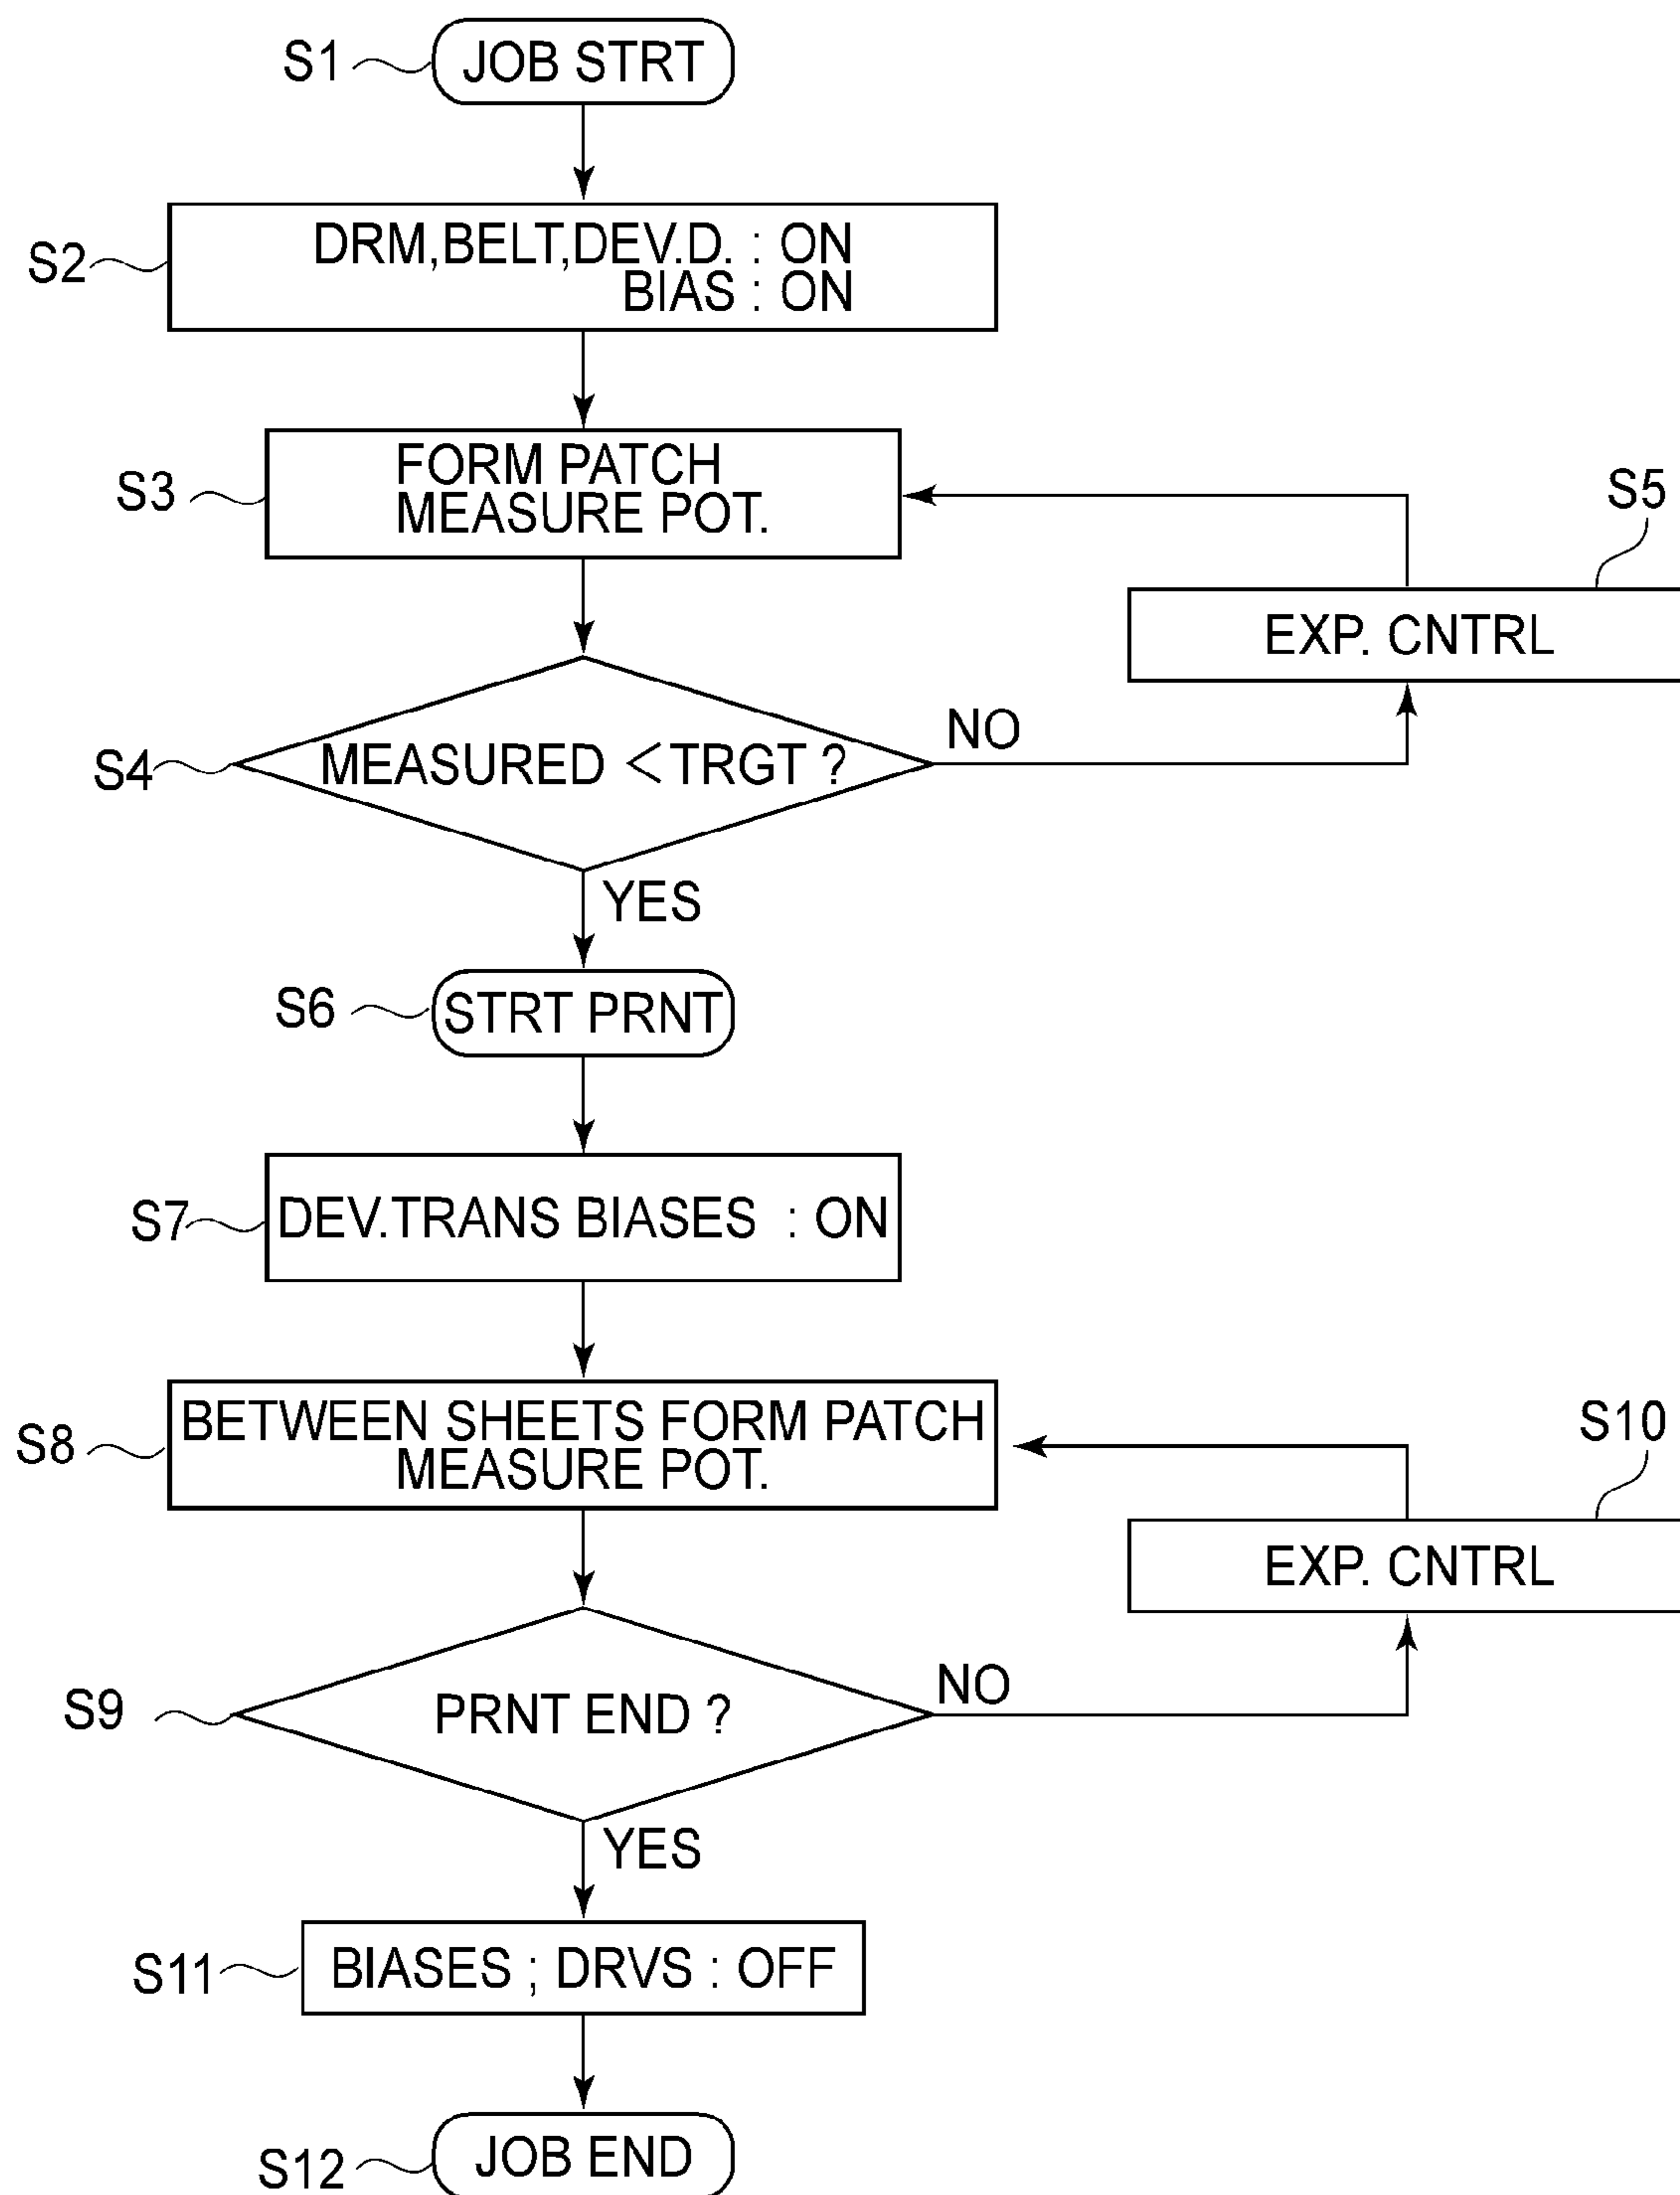 S1
JOB STRT
S2
DRM,BELT,DEV.D. : ON
BIAS : ON
S3
FORM PATCH
MEASURE POT.
S5
EXP. CNTRL
S4
MEASURED <TRGT ?
NO
YES
S6
STRT PRNT
S7
DEV.TRANS BIASES : ON
S8
BETWEEN SHEETS FORM PATCH
MEASURE POT.
S10
EXP. CNTRL
S9
PRNT END ?
NO
YES
S11
BIASES ; DRVS : OFF
S12
JOB END